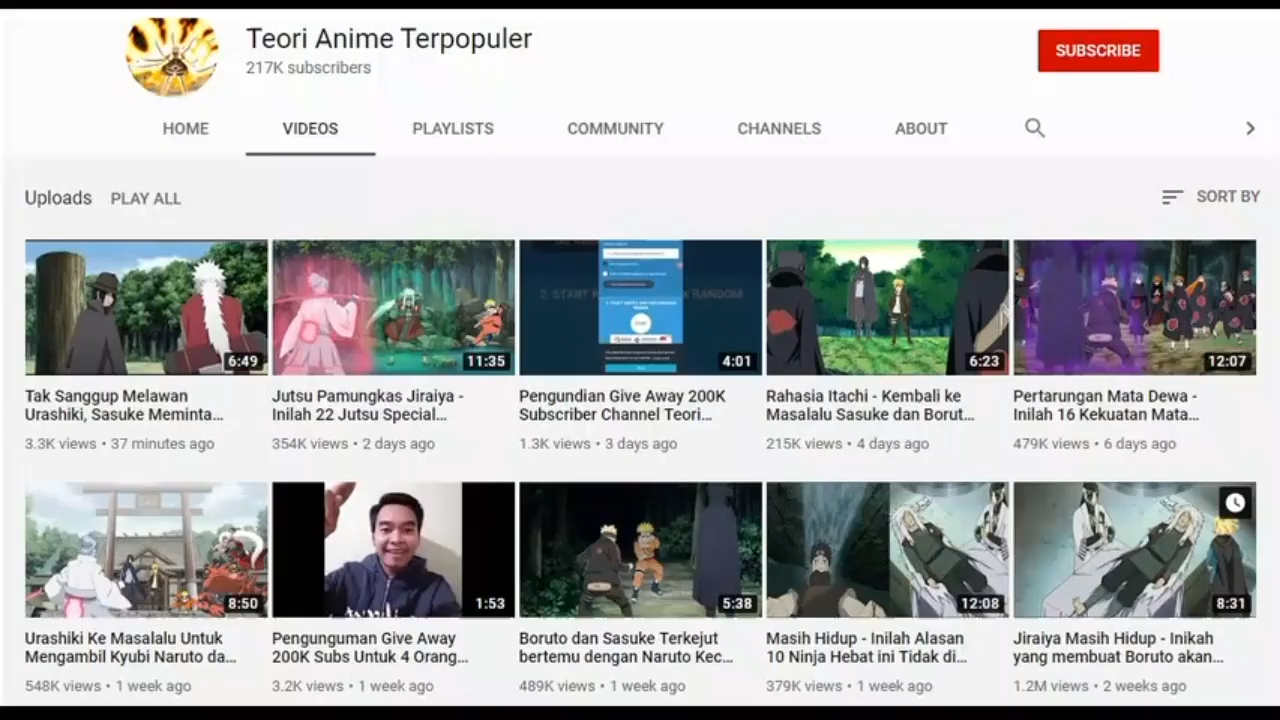 Teori Anime Terpopuler
217K subscribers
SUBSCRIBE
HOME VIDEOS PLAYLISTS COMMUNITY CHANNELS ABOUT
Uploads PLAY ALL SORT BY
6:49 11:35 4:01 6:23 12:07
Tak Sanggup Melawan
Urashiki, Sasuke Meminta...
3.3K views • 37 minutes ago
Jutsu Pamungkas Jiraiya -
Inilah 22 Jutsu Special...
354K views • 2 days ago
Pengundian Give Away 200K
Subscriber Channel Teori...
1.3K views • 3 days ago
Rahasia Itachi - Kembali ke
Masalalu Sasuke dan Borut...
215K views • 4 days ago
Pertarungan Mata Dewa -
Inilah 16 Kekuatan Mata...
479K views • 6 days ago
8:50 1:53 5:38 12:08 8:31
Urashiki Ke Masalalu Untuk
Mengambil Kyubi Naruto da...
548K views • 1 week ago
Pengunguman Give Away
200K Subs Untuk 4 Orang...
3.2K views • 1 week ago
Boruto dan Sasuke Terkejut
bertemu dengan Naruto Kec...
489K views • 1 week ago
Masih Hidup - Inilah Alasan
10 Ninja Hebat ini Tidak di...
379K views • 1 week ago
Jiraiya Masih Hidup - Inikah
yang membuat Boruto akan...
1.2M views • 2 weeks ago